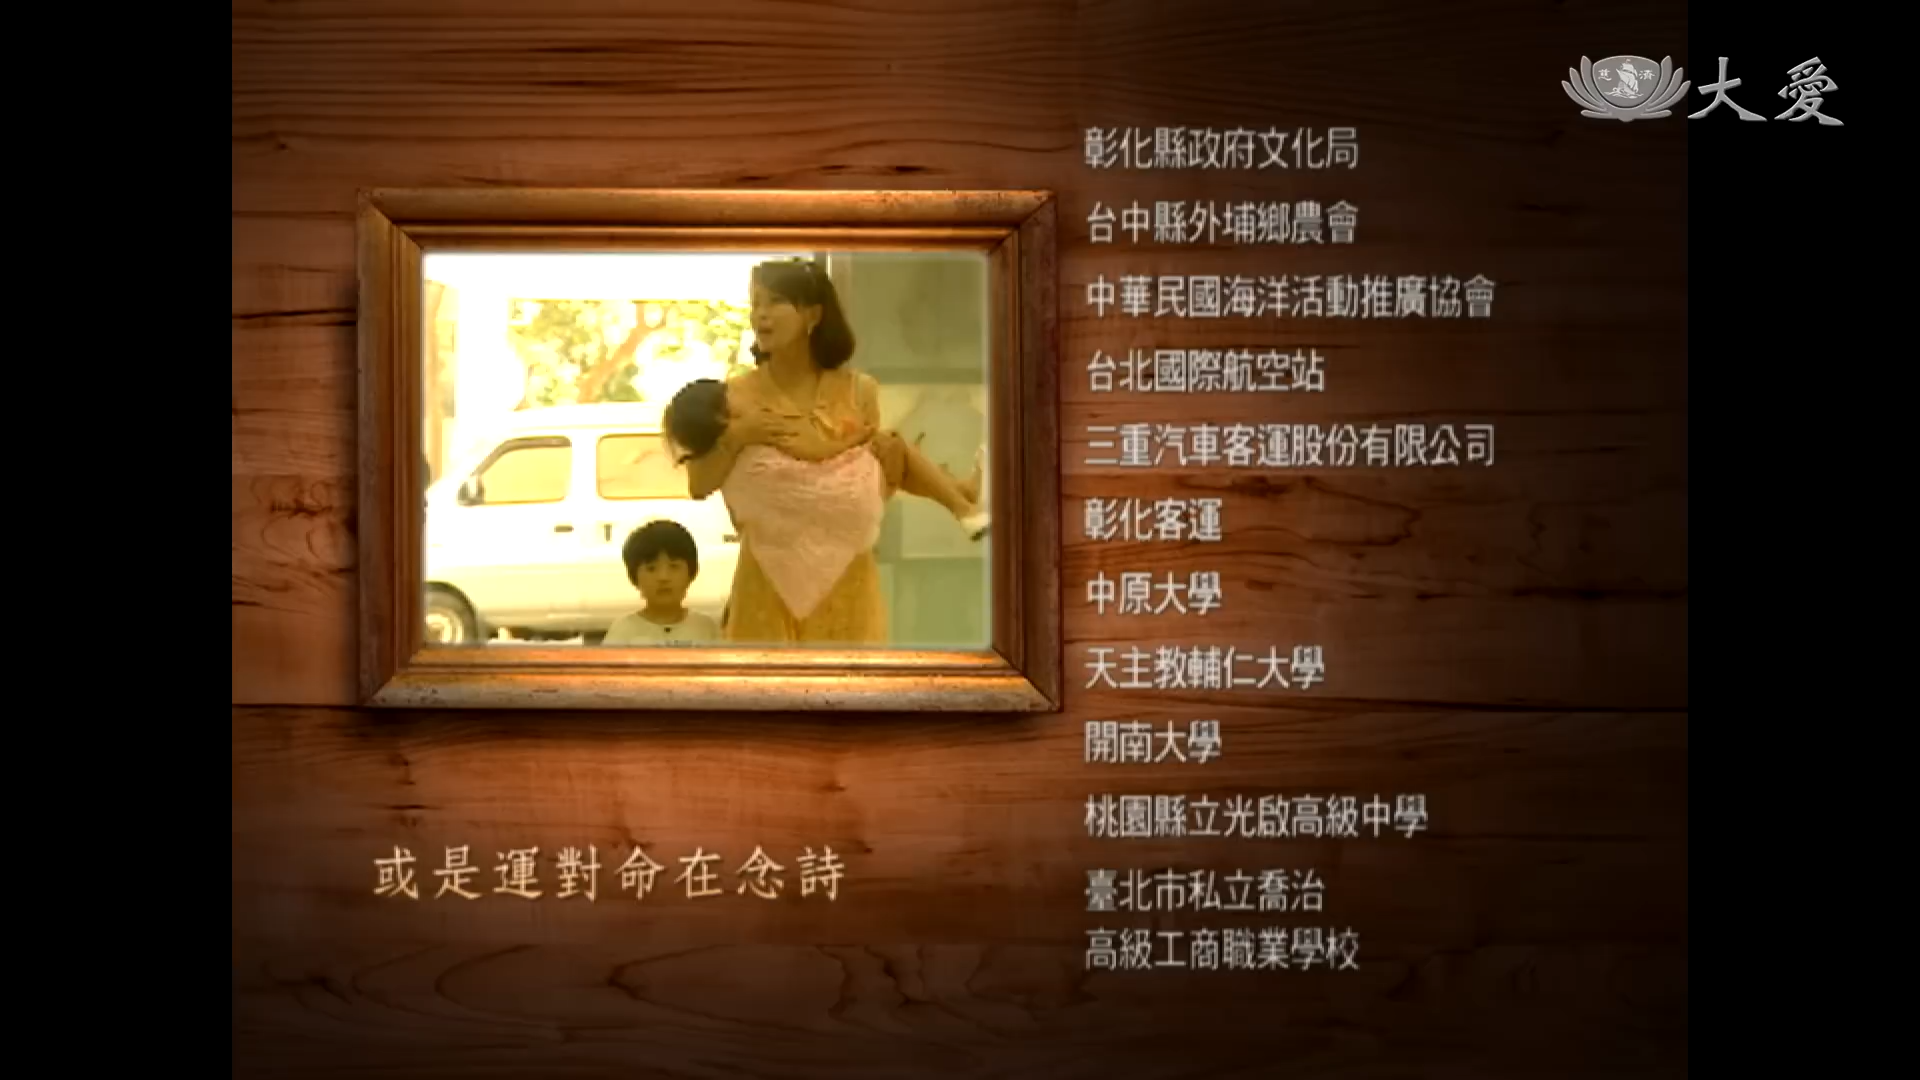 慈濟
大愛
彰化縣政府文化局
台中縣外埔鄉農會
中華民國海洋活動推廣協會
台北國際航空站
三重汽車客運股份有限公司
彰化客運
中原大學
天主教輔仁大學
開南大學
桃園縣立光啟高級中學
臺北市私立喬治
高級工商職業學校
或是運對命在念詩